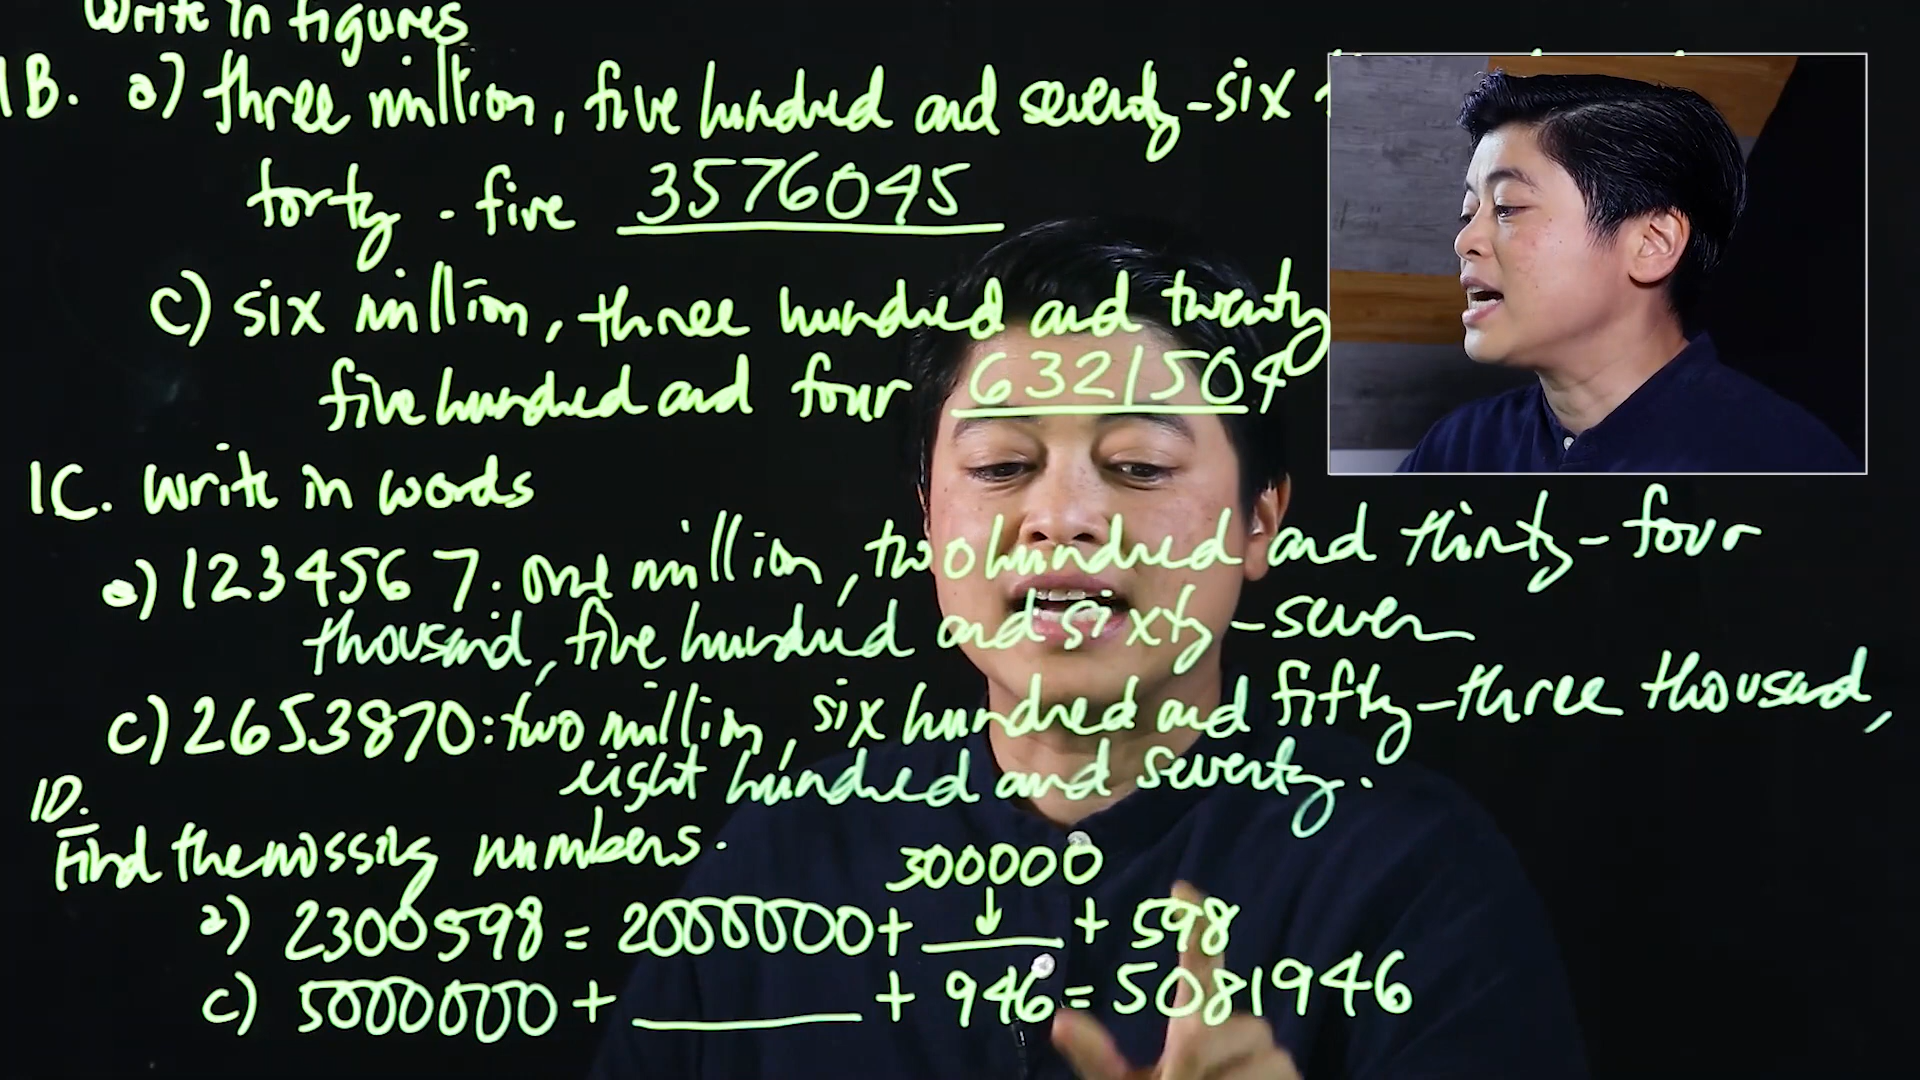 Write in figures
1B. a) three million, five hundred and seventy-six
forty-five 3576045
c) six million, three hundred and twenty
five hundred and four 6321504
1C. Write in words
a) 1234567: one million, two hundred and thirty-four
thousand, five hundred and sixty-seven
c) 2653870: two million, six hundred and fifty-three thousand,
eight hundred and seventy.
1D.
Find the missing numbers.
300000
a) 2300598 = 2000000 + ↓ + 598
c) 5000000 + ______ + 946 = 5081946